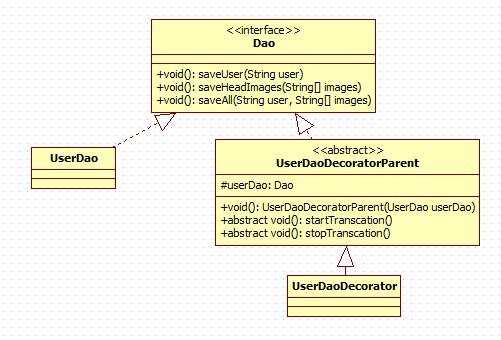 <<interface>>
Dao
+void(): saveUser(String user)
+void(): saveHeadImages(String[] images)
+void(): saveAll(String user, String[] images)
UserDao
<<abstract>>
UserDaoDecoratorParent
#userDao: Dao
+void(): UserDaoDecoratorParent(UserDao userDao)
+abstract void(): startTranscation()
+abstract void(): stopTranscation()
UserDaoDecorator